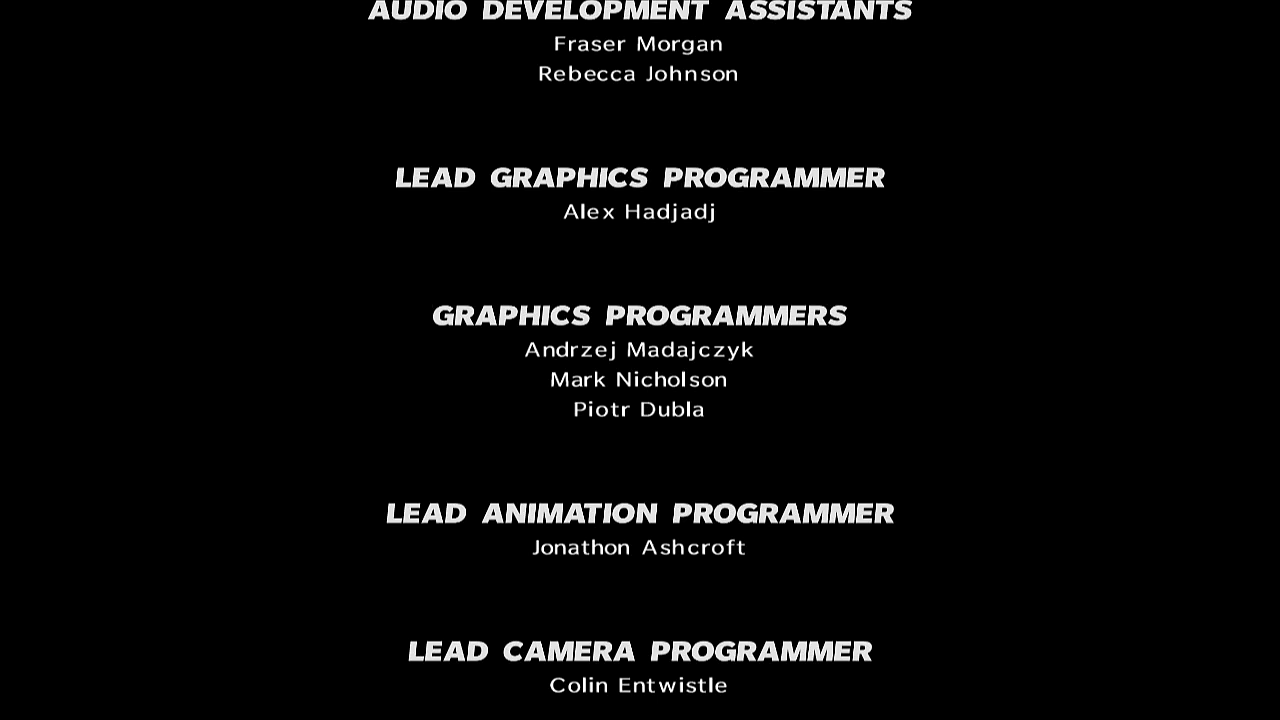 AUDIO DEVELOPMENT ASSISTANTS
Fraser Morgan
Rebecca Johnson
LEAD GRAPHICS PROGRAMMER
Alex Hadjadj
GRAPHICS PROGRAMMERS
Andrzej Madajczyk
Mark Nicholson
Piotr Dubla
LEAD ANIMATION PROGRAMMER
Jonathon Ashcroft
LEAD CAMERA PROGRAMMER
Colin Entwistle